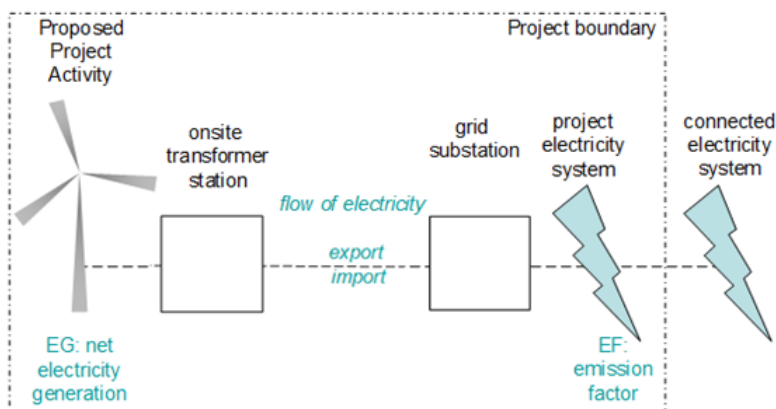 Proposed
Project
Activity
Project boundary
onsite
transformer
station
grid
substation
project
electricity
system
connected
electricity
system
flow of electricity
export
import
EG: net
electricity
generation
EF:
emission
factor